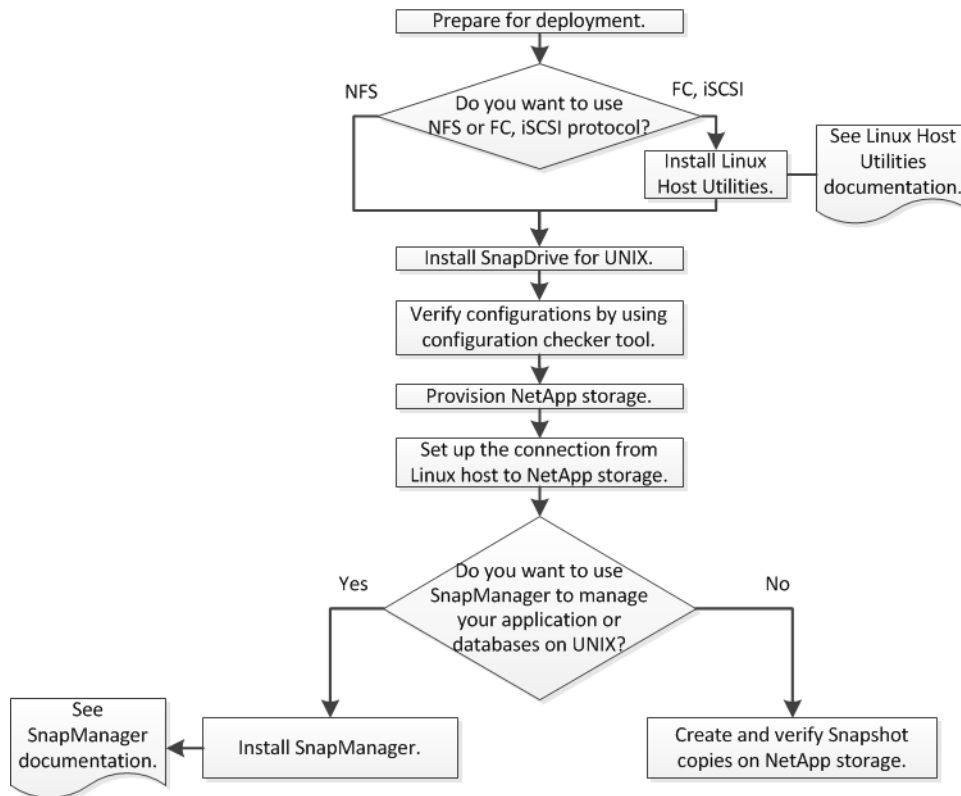 Prepare for deployment.
NFS
FC, iSCSI
Do you want to use
NFS or FC, iSCSI protocol?
Install Linux
Host Utilities.
See Linux Host
Utilities
documentation.
Install SnapDrive for UNIX.
Verify configurations by using
configuration checker tool.
Provision NetApp storage.
Set up the connection from
Linux host to NetApp storage.
Yes
Do you want to use
SnapManager to manage
your application or
databases on UNIX?
No
See
SnapManager
documentation.
Install SnapManager.
Create and verify Snapshot
copies on NetApp storage.